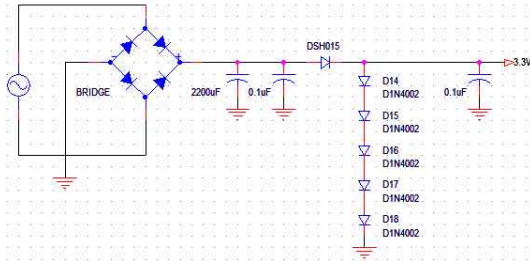 DSH015
3.3V
BRIDGE
2200uF
0.1uF
0.1uF
D14
D1N4002
D15
D1N4002
D16
D1N4002
D17
D1N4002
D18
D1N4002